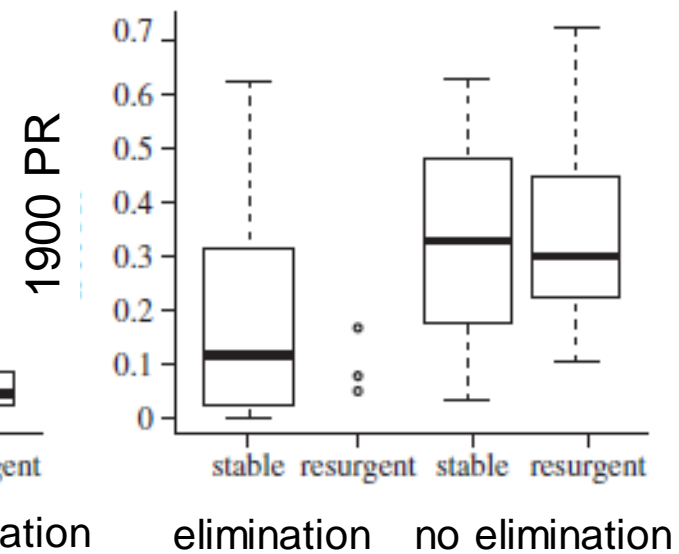 1900 PR
0.7
0.6
0.5
0.4
0.3
0.2
0.1
0
stable resurgent stable resurgent
elimination no elimination